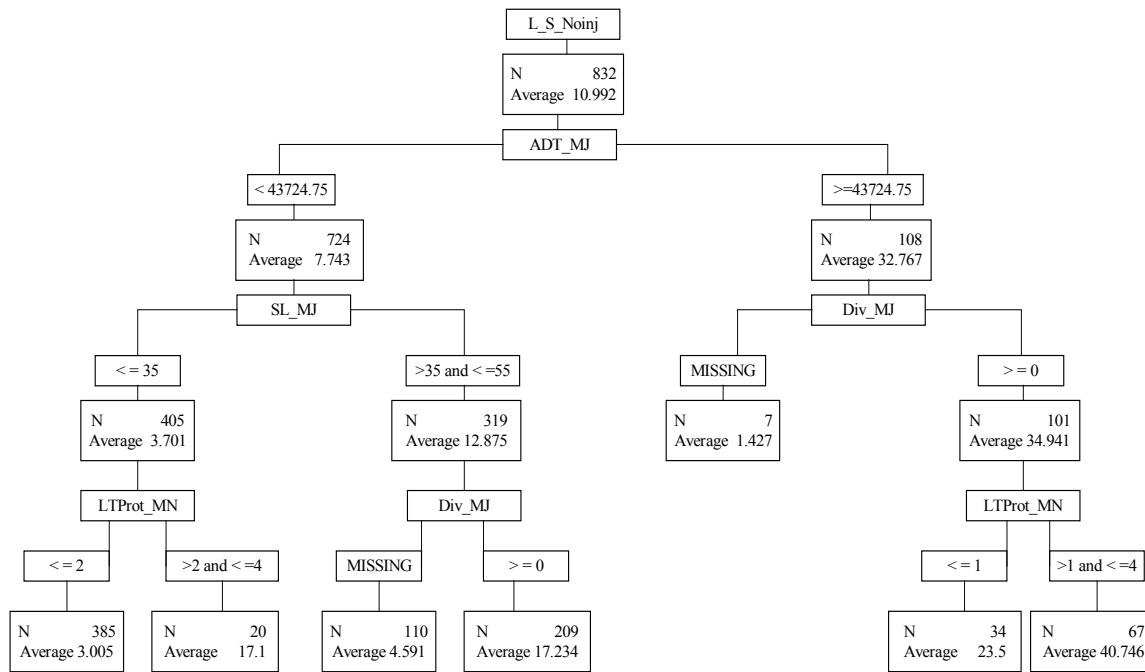 L_S_Noinj
N 832
Average 10.992
ADT_MJ
< 43724.75
>=43724.75
N 724
Average 7.743
N 108
Average 32.767
SL_MJ
Div_MJ
< = 35
>35 and < =55
MISSING
> = 0
N 405
Average 3.701
N 319
Average 12.875
N 7
Average 1.427
N 101
Average 34.941
LTProt_MN
Div_MJ
LTProt_MN
< = 2
>2 and < =4
MISSING
> = 0
< = 1
>1 and < =4
N 385
Average 3.005
N 20
Average 17.1
N 110
Average 4.591
N 209
Average 17.234
N 34
Average 23.5
N 67
Average 40.746